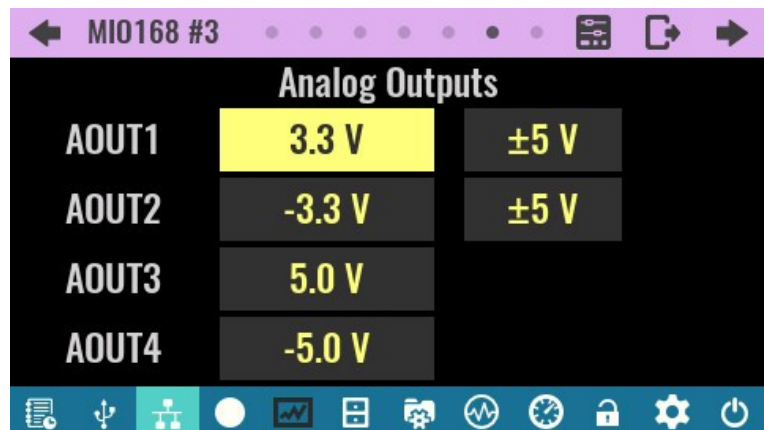 MIO168 #3
Analog Outputs
AOUT1 3.3 V ±5 V
AOUT2 -3.3 V ±5 V
AOUT3 5.0 V
AOUT4 -5.0 V